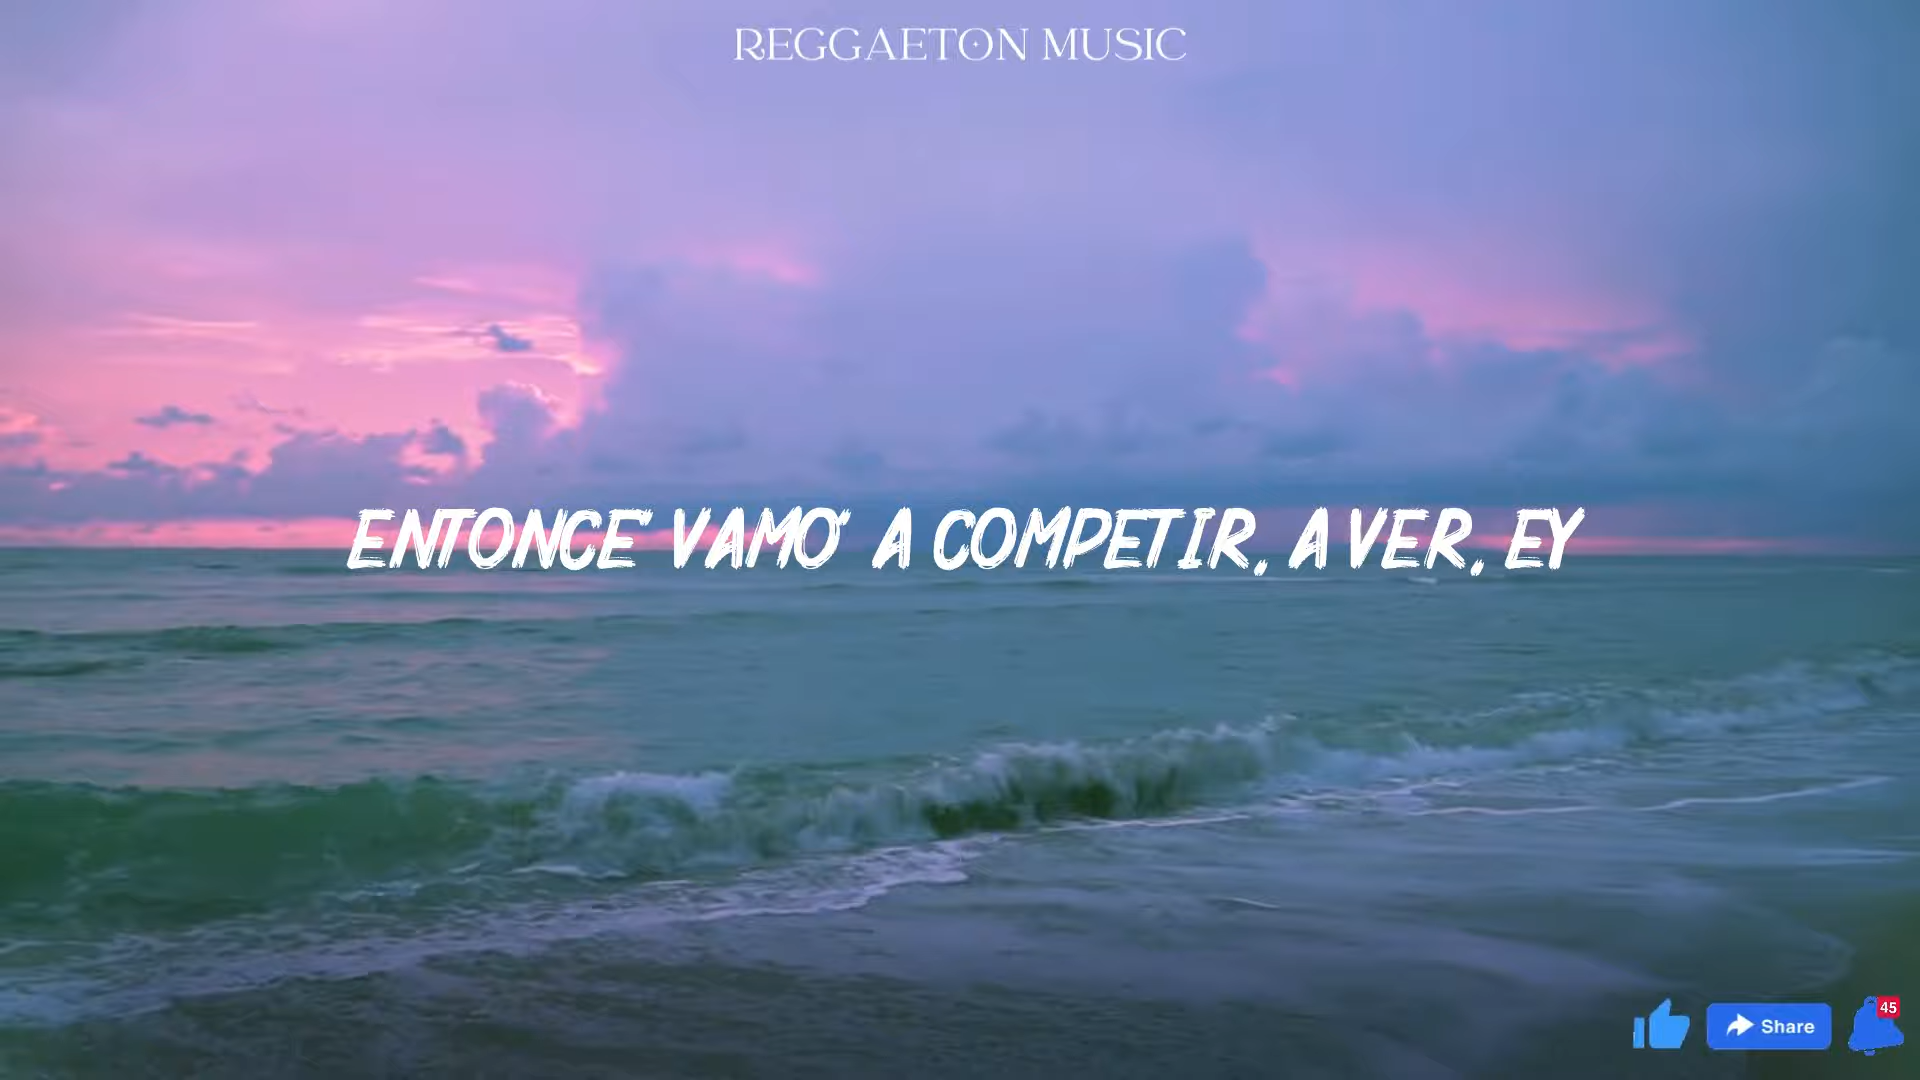 REGGAETON MUSIC
ENTONCE' VAMO' A COMPETIR, A VER, EY
Share
45